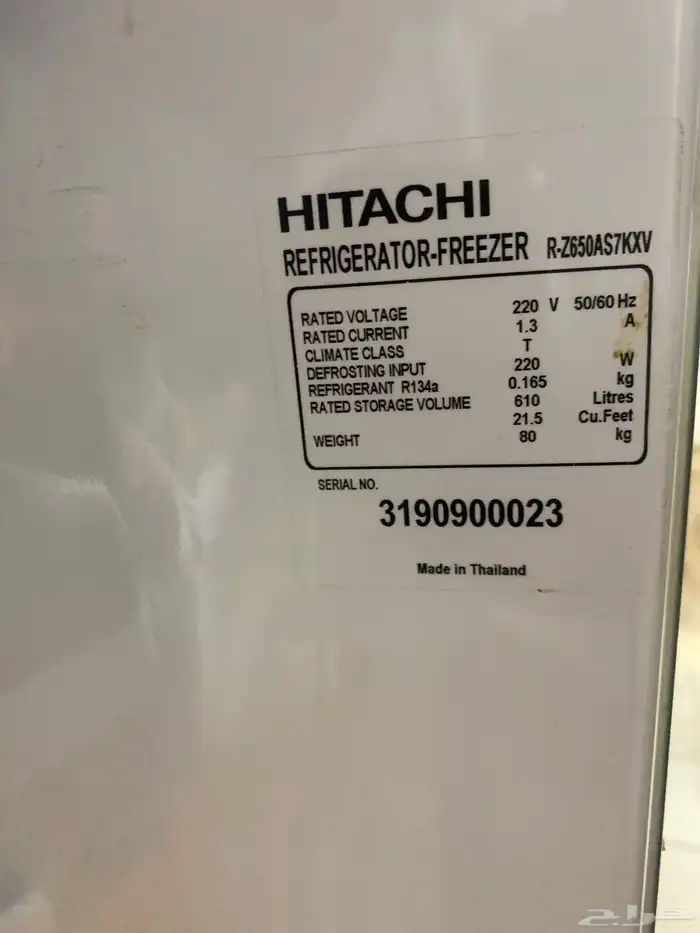 HITACHI
REFRIGERATOR-FREEZER R-Z650AS7KXV
RATED VOLTAGE 220 V 50/60 Hz
RATED CURRENT 1.3 A
CLIMATE CLASS T
DEFROSTING INPUT 220 W
REFRIGERANT R134a 0.165 kg
RATED STORAGE VOLUME 610 Litres
21.5 Cu.Feet
WEIGHT 80 kg
SERIAL NO.
3190900023
Made in Thailand
حراج